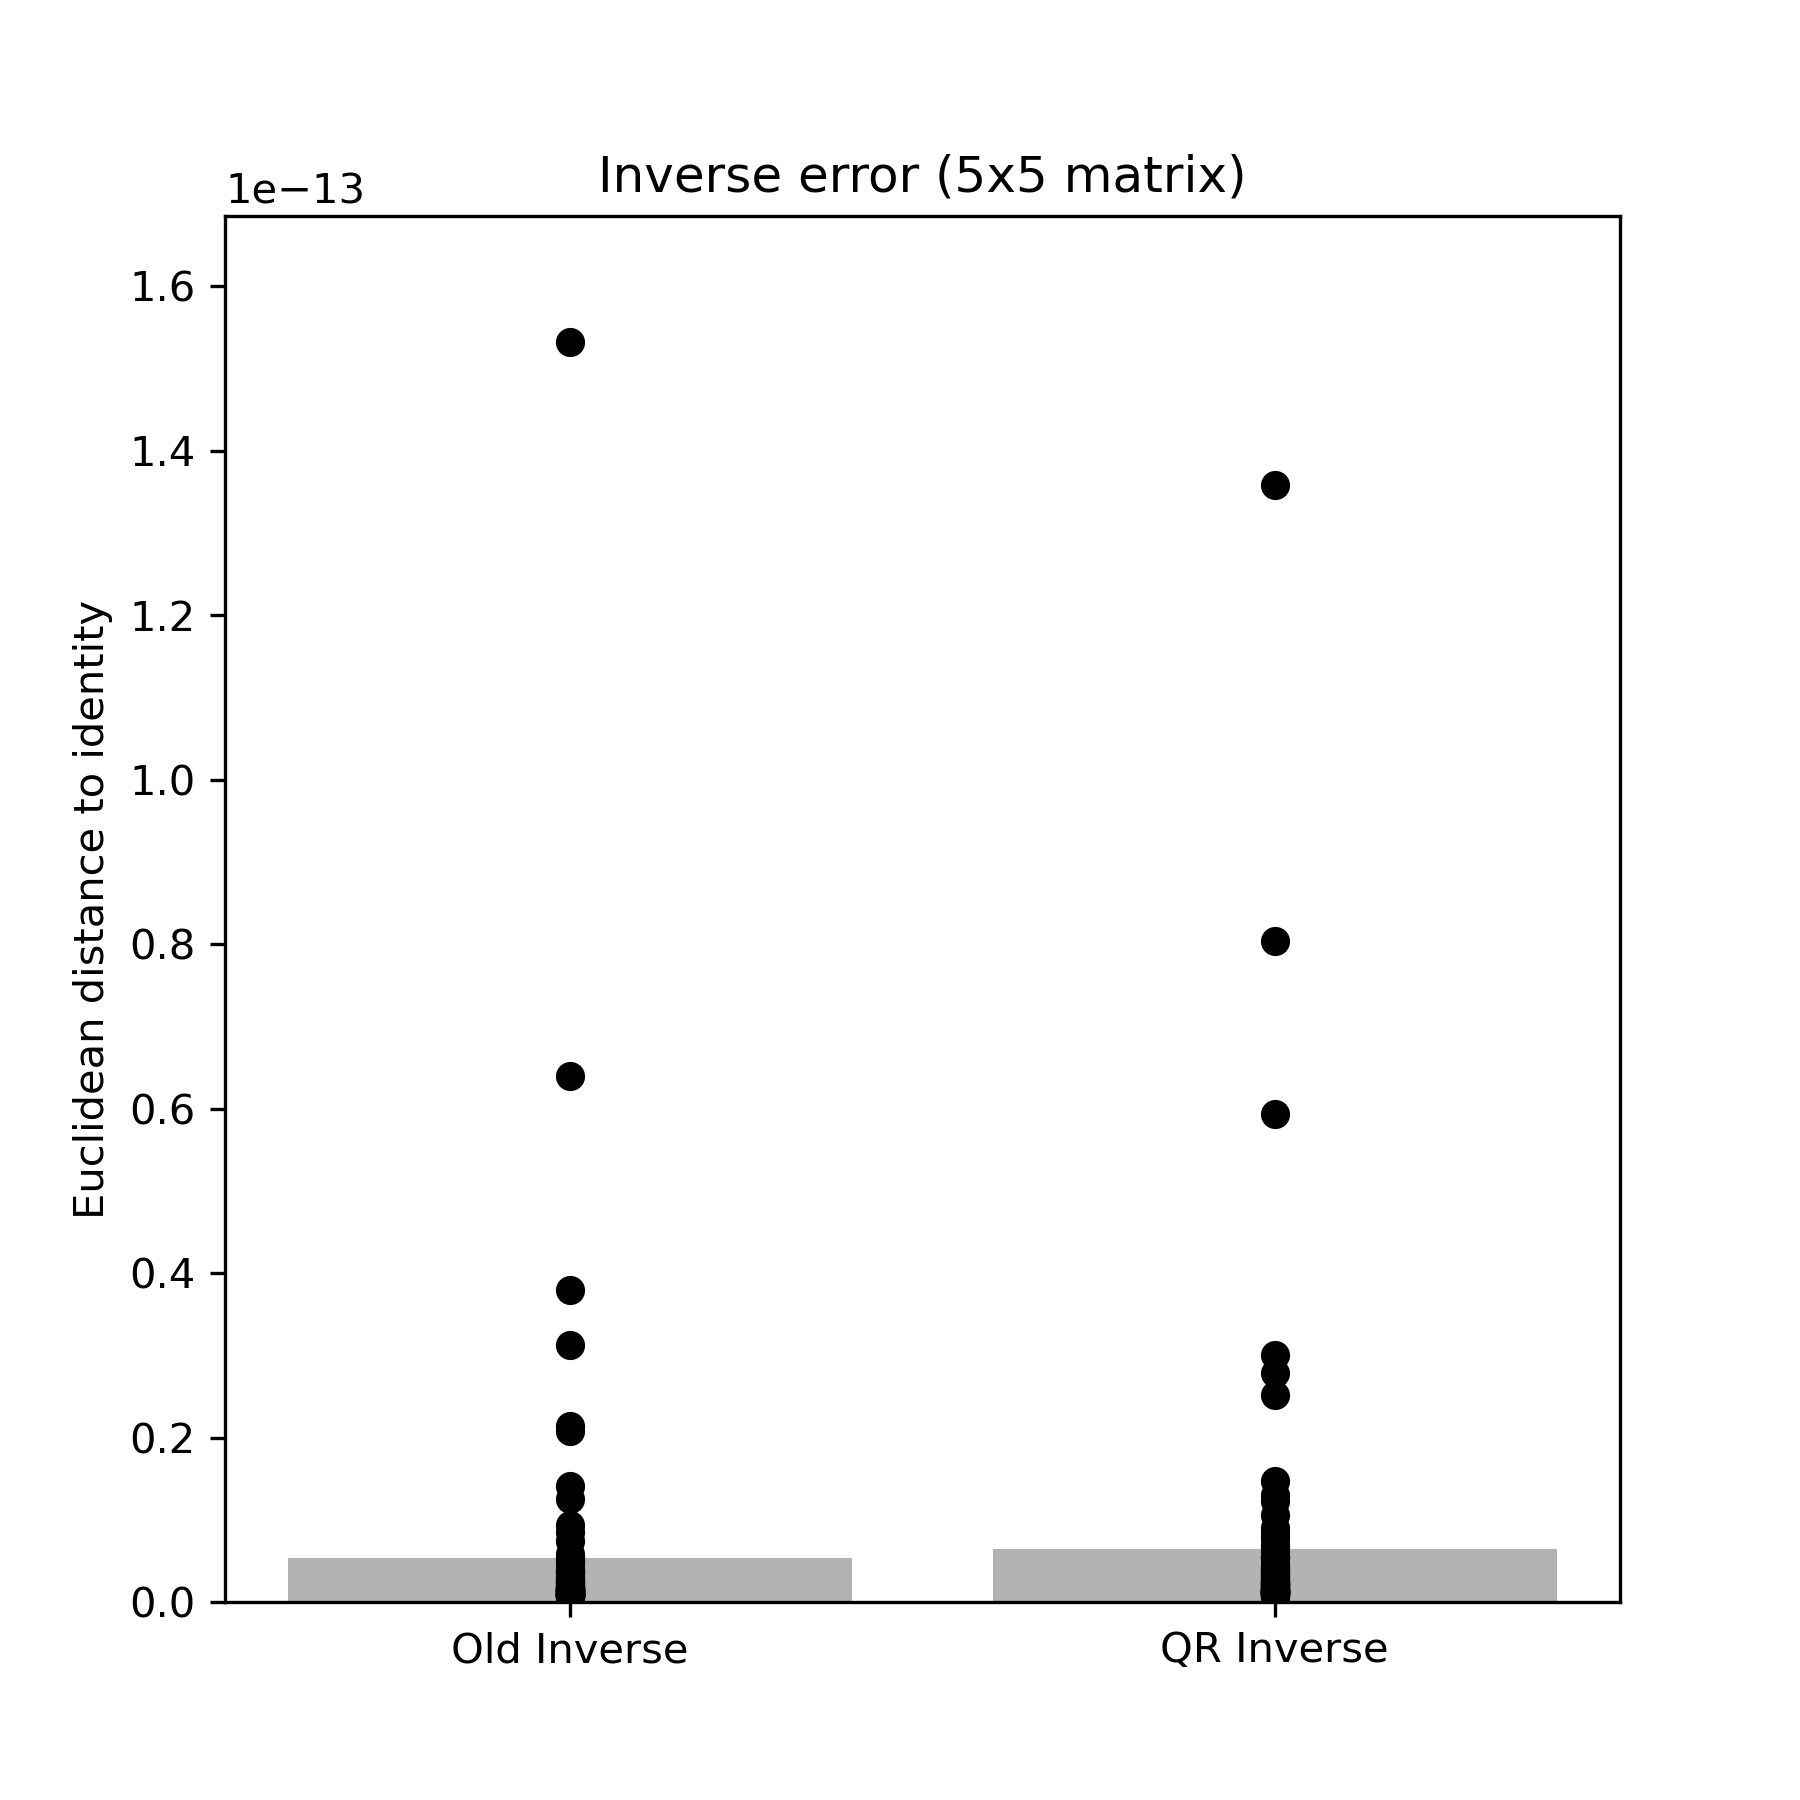 Inverse error (5x5 matrix)
1e−13
1.6
1.4
1.2
1.0
0.8
0.6
0.4
0.2
0.0
Euclidean distance to identity
Old Inverse
QR Inverse